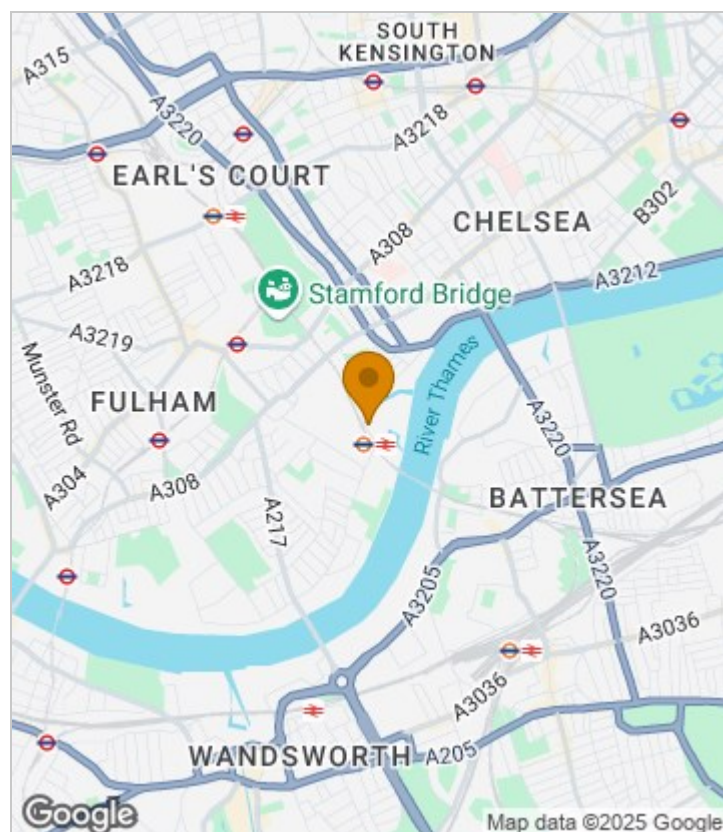 SOUTH
KENSINGTON
A315
A3220
A3218
EARL'S COURT
B302
CHELSEA
A308
A3218
A3212
Stamford Bridge
A3219
Munster Rd
River Thames
FULHAM
A3220
A304
A308
A217
BATTERSEA
A3205
A3220
A3036
A3036
WANDSWORTH
A205
Google
Map data ©2025 Google